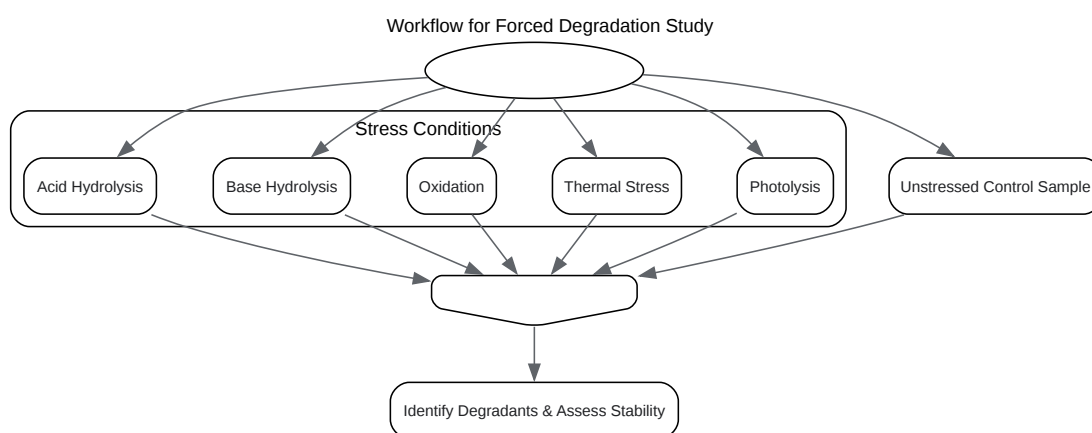 Workflow for Forced Degradation Study
Stress Conditions
Acid Hydrolysis
Base Hydrolysis
Oxidation
Thermal Stress
Photolysis
Unstressed Control Sample
Identify Degradants & Assess Stability